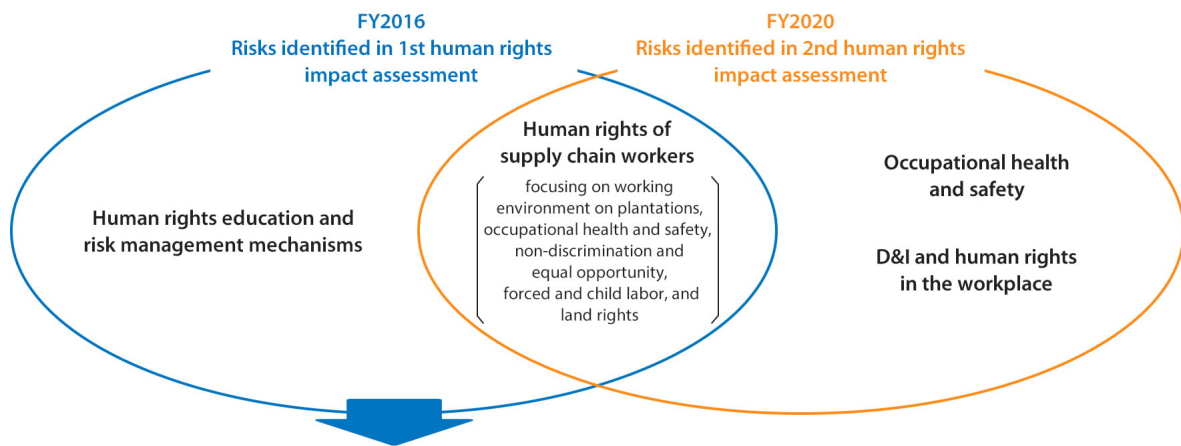 FY2016
Risks identified in 1st human rights
impact assessment
FY2020
Risks identified in 2nd human rights
impact assessment
Human rights education and
risk management mechanisms
Human rights of
supply chain workers
focusing on working
environment on plantations,
occupational health and safety,
non-discrimination and
equal opportunity,
forced and child labor, and
land rights
Occupational health
and safety
D&I and human rights
in the workplace